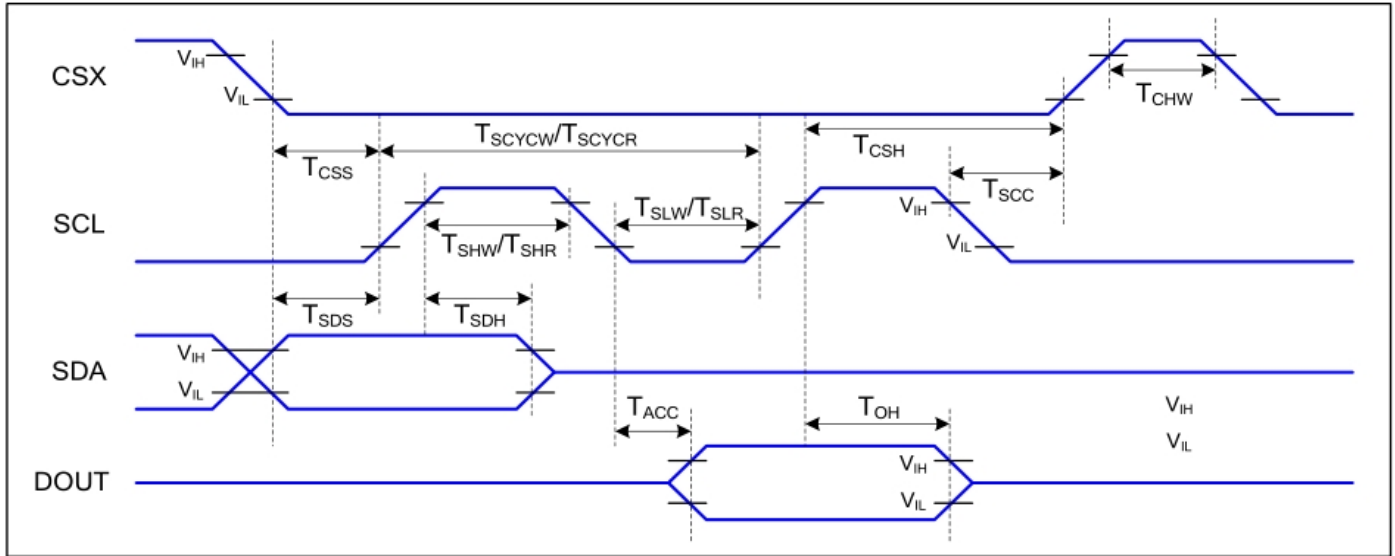 CSX
VIH
VIL
TCHW
TSCYCW/TSCYCR
TCSH
TCSS
TSCC
SCL
TSLW/TSLR
VIH
TSHW/TSHR
VIL
TSDS
TSDH
SDA
VIH
VIL
TACC
TOH
VIH
VIL
DOUT
VIH
VIL